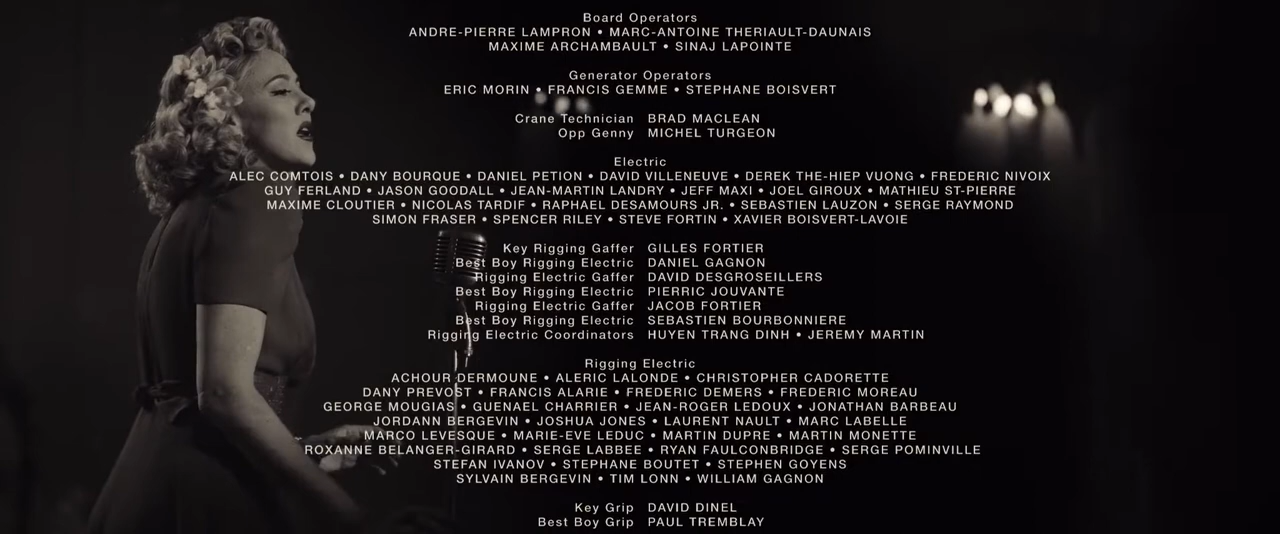 Board Operators
ANDRE-PIERRE LAMPRON • MARC-ANTOINE THERIAULT-DAUNAIS
MAXIME ARCHAMBAULT • SINAJ LAPOINTE
Generator Operators
ERIC MORIN • FRANCIS GEMME • STEPHANE BOISVERT
Crane Technician BRAD MACLEAN
Opp Genny MICHEL TURGEON
Electric
ALEC COMTOIS • DANY BOURQUE • DANIEL PETION • DAVID VILLENEUVE • DEREK THE-HIEP VUONG • FREDERIC NIVOIX
GUY FERLAND • JASON GOODALL • JEAN-MARTIN LANDRY • JEFF MAXI • JOEL GIROUX • MATHIEU ST-PIERRE
MAXIME CLOUTIER • NICOLAS TARDIF • RAPHAEL DESAMOURS JR. • SEBASTIEN LAUZON • SERGE RAYMOND
SIMON FRASER • SPENCER RILEY • STEVE FORTIN • XAVIER BOISVERT-LAVOIE
Key Rigging Gaffer GILLES FORTIER
Best Boy Rigging Electric DANIEL GAGNON
Rigging Electric Gaffer DAVID DESGROSEILLERS
Best Boy Rigging Electric PIERRIC JOUVANTE
Rigging Electric Gaffer JACOB FORTIER
Best Boy Rigging Electric SEBASTIEN BOURBONNIERE
Rigging Electric Coordinators HUYEN TRANG DINH • JEREMY MARTIN
Rigging Electric
ACHOUR DERMOUNE • ALERIC LALONDE • CHRISTOPHER CADORETTE
DANY PREVOST • FRANCIS ALARIE • FREDERIC DEMERS • FREDERIC MOREAU
GEORGE MOUGIAS • GUENAEL CHARRIER • JEAN-ROGER LEDOUX • JONATHAN BARBEAU
JORDANN BERGEVIN • JOSHUA JONES • LAURENT NAULT • MARC LABELLE
MARCO LEVESQUE • MARIE-EVE LEDUC • MARTIN DUPRE • MARTIN MONETTE
ROXANNE BELANGER-GIRARD • SERGE LABBEE • RYAN FAULCONBRIDGE • SERGE POMINVILLE
STEFAN IVANOV • STEPHANE BOUTET • STEPHEN GOYENS
SYLVAIN BERGEVIN • TIM LONN • WILLIAM GAGNON
Key Grip DAVID DINEL
Best Boy Grip PAUL TREMBLAY